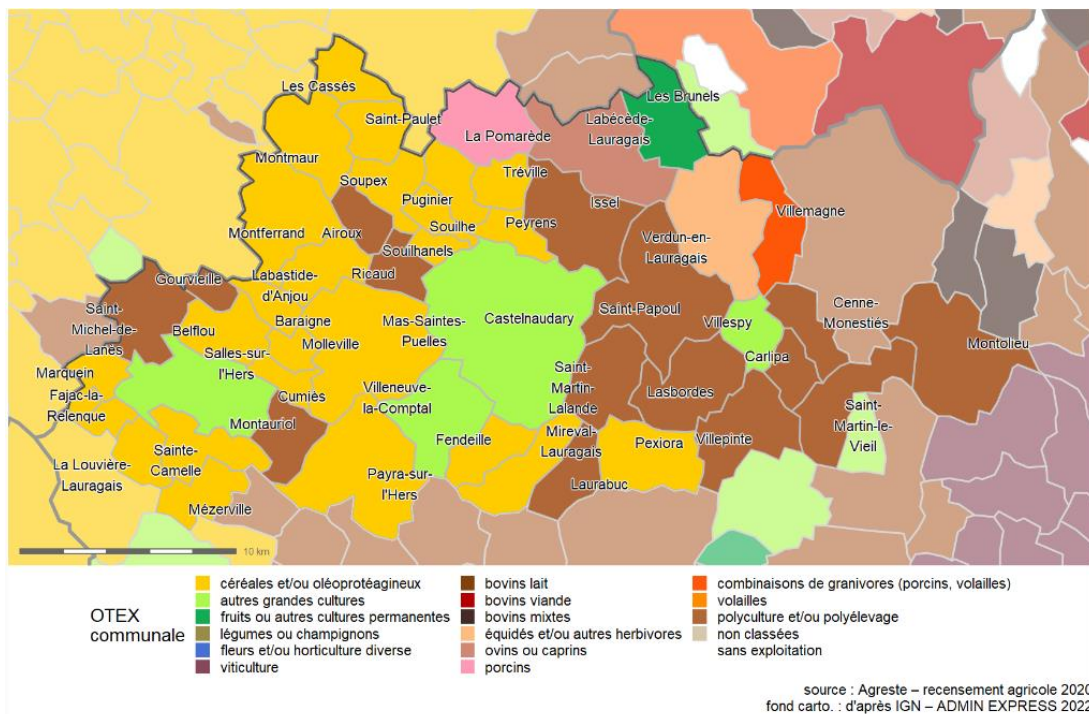 Les Cassès
Saint-Paulet
Les Brunels
La Pomarède
Labécède-
Lauragais
Montmaur
Soupex
Tréville
Puginier
Issel
Villemagne
Montferrand
Airoux
Souilhe
Peyrens
Souilhanels
Verdun-en-
Lauragais
Gourvieille
Labastide-
d'Anjou
Ricaud
Saint-
Michel-de-
Lanès
Belflou
Baraigne
Mas-Saintes-
Puelles
Castelnaudary
Saint-Papoul
Villespy
Cenne-
Monestiés
Montolieu
Molleville
Salles-sur-
l'Hers
Carlipa
Marquein
Fajac-la-
Relenque
Cumiès
Villeneuve-
la-Comptal
Saint-
Martin-
Lalande
Lasbordes
Saint-
Martin-le-
Vieil
Montauriol
Fendeille
Mireval-
Lauragais
Pexiora
Villepinte
Sainte-
Camelle
La Louvière-
Lauragais
Payra-sur-
l'Hers
Laurabuc
Mézerville
10 km
OTEX
communale
céréales et/ou oléoprotéagineux
autres grandes cultures
fruits ou autres cultures permanentes
légumes ou champignons
fleurs et/ou horticulture diverse
viticulture
bovins lait
bovins viande
bovins mixtes
équidés et/ou autres herbivores
ovins ou caprins
porcins
combinaisons de granivores (porcins, volailles)
volailles
polyculture et/ou polyélevage
non classées
sans exploitation
source : Agreste – recensement agricole 2020
fond carto. : d'après IGN – ADMIN EXPRESS 2022